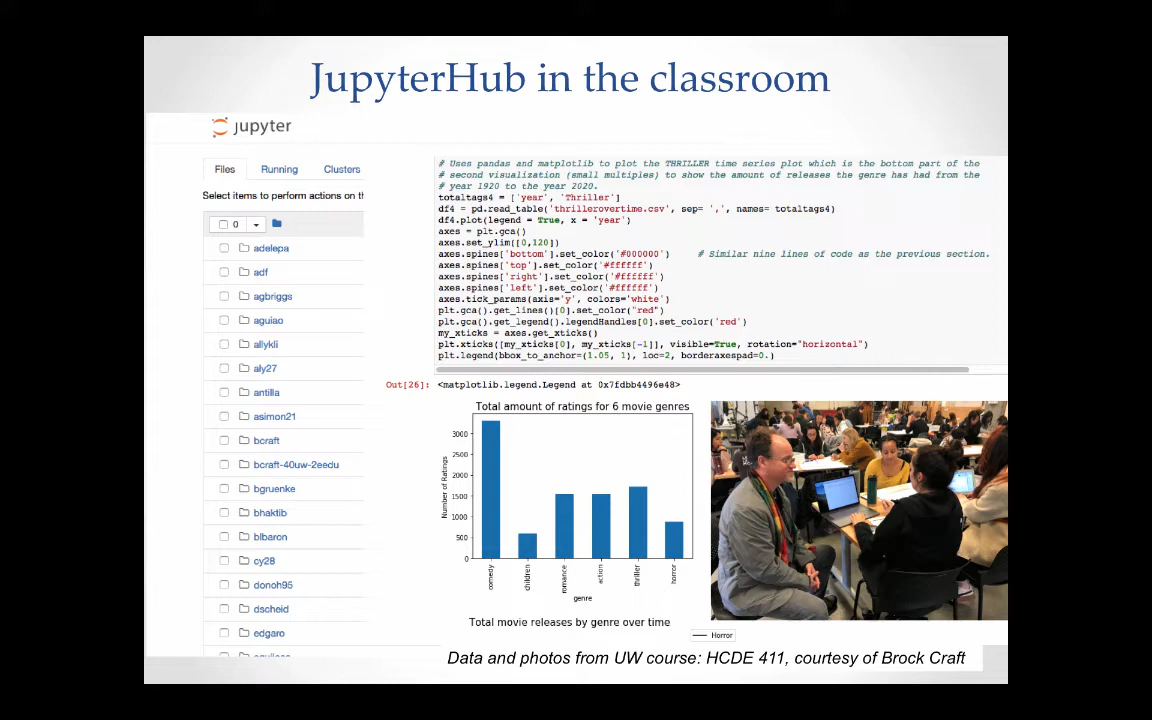 JupyterHub in the classroom
jupyter
Files Running Clusters
Select items to perform actions on th
0
adelepa
adf
agbriggs
aguiao
allykli
aly27
antilla
asimon21
bcraft
bcraft-40uw-2eedu
bgruenke
bhaktib
blbaron
cy28
donoh95
dscheid
edgaro
# Uses pandas and matplotlib to plot the THRILLER time series plot which is the bottom part of the
# second visualization (small multiples) to show the amount of releases the genre has had from the
# year 1920 to the year 2020.
totaltags4 = ['year', 'Thriller']
df4 = pd.read_table('thrillerovertime.csv', sep= ',', names= totaltags4)
df4.plot(legend = True, x = 'year')
axes = plt.gca()
axes.set_ylim([0,120])
axes.spines['bottom'].set_color('#000000') # Similar nine lines of code as the previous section.
axes.spines['top'].set_color('#ffffff')
axes.spines['right'].set_color('#ffffff')
axes.spines['left'].set_color('#ffffff')
axes.tick_params(axis='y', colors='white')
plt.gca().get_lines()[0].set_color("red")
plt.gca().get_legend().legendHandles[0].set_color('red')
my_xticks = axes.get_xticks()
plt.xticks([my_xticks[0], my_xticks[-1]], visible=True, rotation="horizontal")
plt.legend(bbox_to_anchor=(1.05, 1), loc=2, borderaxespad=0.)
Out[26]: <matplotlib.legend.Legend at 0x7fdbb4496e48>
Total amount of ratings for 6 movie genres
Number of Ratings
3000
2500
2000
1500
1000
500
0
comedy
children
romance
action
thriller
horror
genre
Total movie releases by genre over time
Horror
Data and photos from UW course: HCDE 411, courtesy of Brock Craft